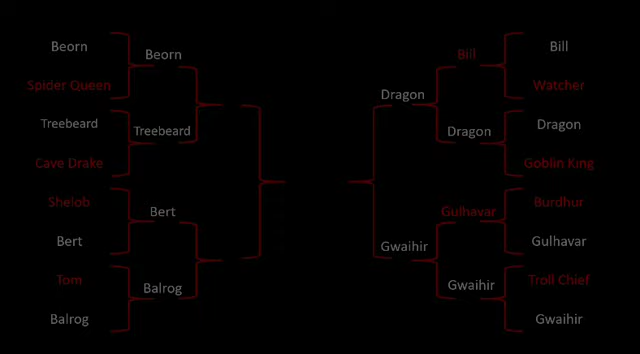 Beorn
Spider Queen
Treebeard
Cave Drake
Shelob
Bert
Tom
Balrog
Beorn
Treebeard
Bert
Balrog
Dragon
Gwaihir
Bill
Dragon
Gulhavar
Gwaihir
Bill
Watcher
Dragon
Goblin King
Burdhur
Gulhavar
Troll Chief
Gwaihir